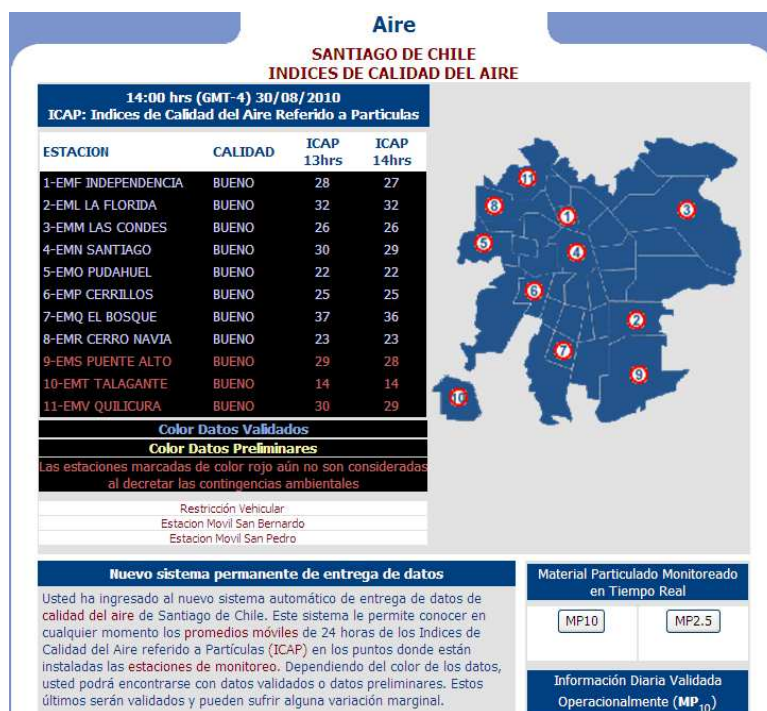 Aire
SANTIAGO DE CHILE
INDICES DE CALIDAD DEL AIRE
14:00 hrs (GMT-4) 30/08/2010
ICAP: Indices de Calidad del Aire Referido a Particulas
ESTACION CALIDAD ICAP 13hrs ICAP 14hrs
1-EMF INDEPENDENCIA BUENO 28 27
2-EML LA FLORIDA BUENO 32 32
3-EMM LAS CONDES BUENO 26 26
4-EMN SANTIAGO BUENO 30 29
5-EMO PUDAHUEL BUENO 22 22
6-EMP CERRILLOS BUENO 25 25
7-EMQ EL BOSQUE BUENO 37 36
8-EMR CERRO NAVIA BUENO 23 23
9-EMS PUENTE ALTO BUENO 29 28
10-EMT TALAGANTE BUENO 14 14
11-EMV QUILICURA BUENO 30 29
Color Datos Validados
Color Datos Preliminares
Las estaciones marcadas de color rojo aún no son consideradas
al decretar las contingencias ambientales
Restricción Vehicular
Estacion Movil San Bernardo
Estacion Movil San Pedro
11
8
1
3
5
4
6
2
7
9
10
Nuevo sistema permanente de entrega de datos
Usted ha ingresado al nuevo sistema automático de entrega de datos de
calidad del aire de Santiago de Chile. Este sistema le permite conocer en
cualquier momento los promedios móviles de 24 horas de los Indices de
Calidad del Aire referido a Partículas (ICAP) en los puntos donde están
instaladas las estaciones de monitoreo. Dependiendo del color de los datos,
usted podrá encontrarse con datos validados o datos preliminares. Estos
últimos serán validados y pueden sufrir alguna variación marginal.
Material Particulado Monitoreado
en Tiempo Real
MP10 MP2.5
Información Diaria Validada
Operacionalmente (MP10)